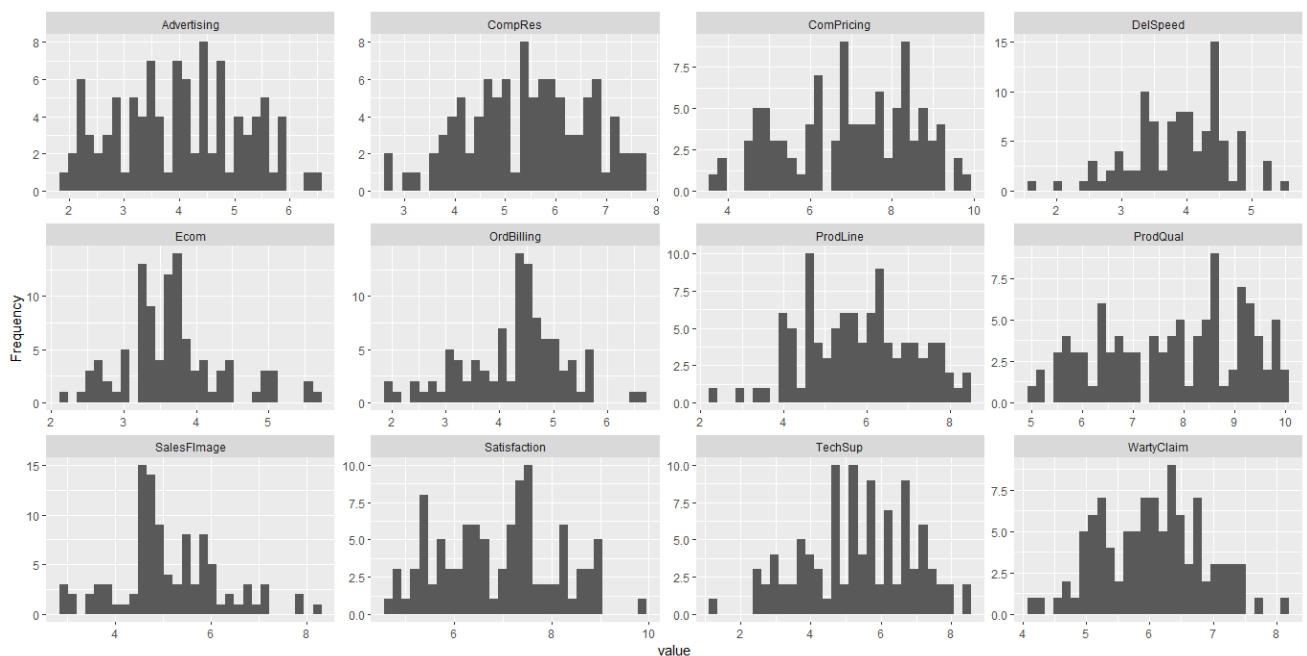 Advertising CompRes ComPricing DelSpeed
8 8 7.5 15
6 6 5.0 10
4 4 2.5 5
2 2 0.0 0
0 0
2 3 4 5 6 3 4 5 6 7 8 4 6 8 10 2 3 4 5
Ecom OrdBilling ProdLine ProdQual
10 10 10.0 7.5
5 5 7.5 5.0
0 0 5.0 2.5
2.5 0.0
0.0
2 3 4 5 2 3 4 5 6 2 4 6 8 5 6 7 8 9 10
SalesFImage Satisfaction TechSup WartyClaim
15 10.0 10.0 7.5
10 7.5 7.5 5.0
5 5.0 5.0 2.5
0 2.5 2.5 0.0
0.0 0.0
4 6 8 6 8 10 2 4 6 8 4 5 6 7 8
Frequency
value